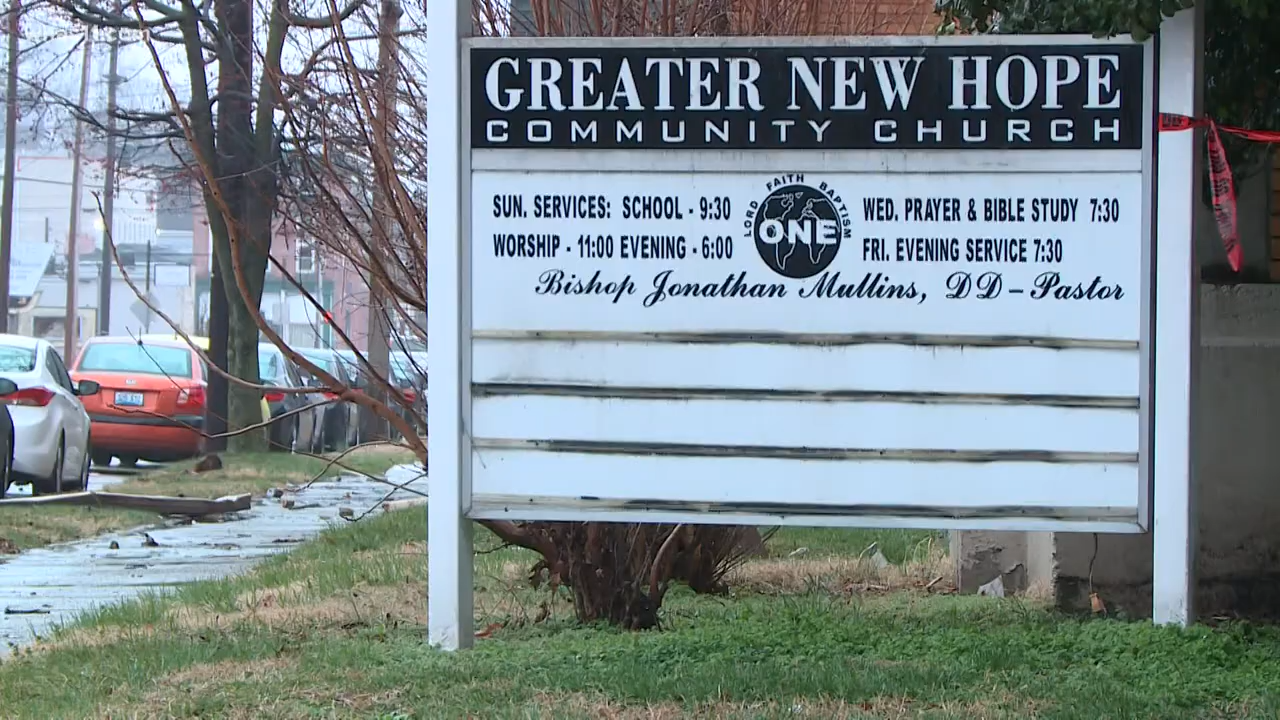 GREATER NEW HOPE
COMMUNITY CHURCH
SUN. SERVICES: SCHOOL - 9:30
WORSHIP - 11:00 EVENING - 6:00
LORD FAITH BAPTISM
ONE
WED. PRAYER & BIBLE STUDY 7:30
FRI. EVENING SERVICE 7:30
Bishop Jonathan Mullins, DD - Pastor